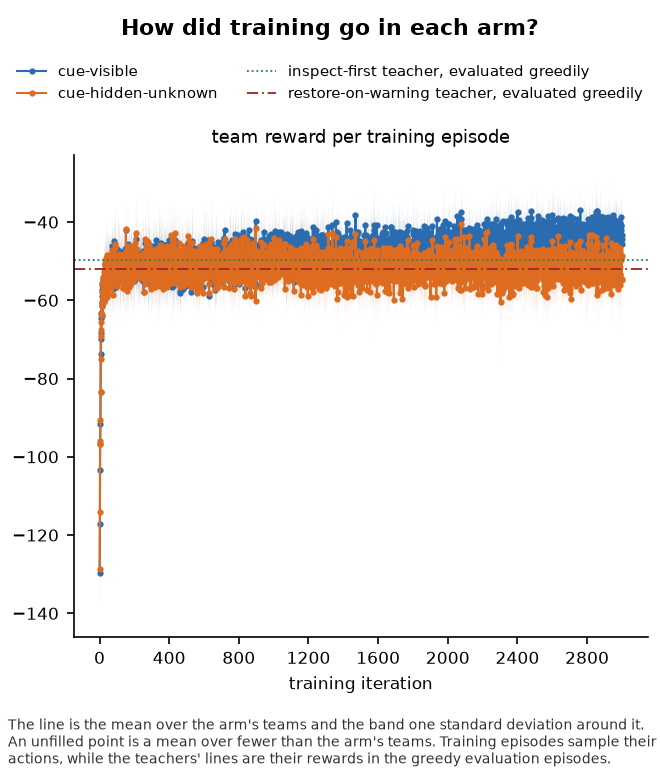 How did training go in each arm?
cue-visible
cue-hidden-unknown
inspect-first teacher, evaluated greedily
restore-on-warning teacher, evaluated greedily
team reward per training episode
−40
−60
−80
−100
−120
−140
0 400 800 1200 1600 2000 2400 2800
training iteration
The line is the mean over the arm's teams and the band one standard deviation around it.
An unfilled point is a mean over fewer than the arm's teams. Training episodes sample their
actions, while the teachers' lines are their rewards in the greedy evaluation episodes.